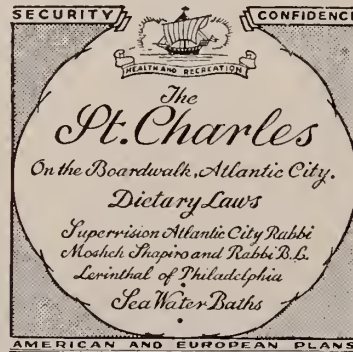 SECURITY CONFIDENCE
HEALTH AND RECREATION
The
St. Charles
On the Boardwalk, Atlantic City.
Dietary Laws
Supervision Atlantic City Rabbi
Mosheh Shapiro and Rabbi B.L.
Levinthal of Philadelphia
Sea Water Baths
AMERICAN AND EUROPEAN PLANS